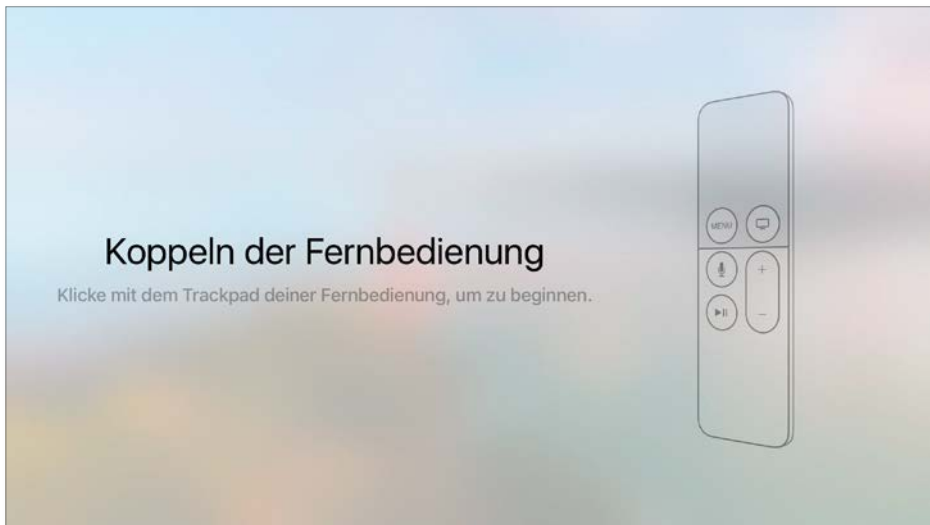 Koppeln der Fernbedienung
Klicke mit dem Trackpad deiner Fernbedienung, um zu beginnen.
MENU
+
−